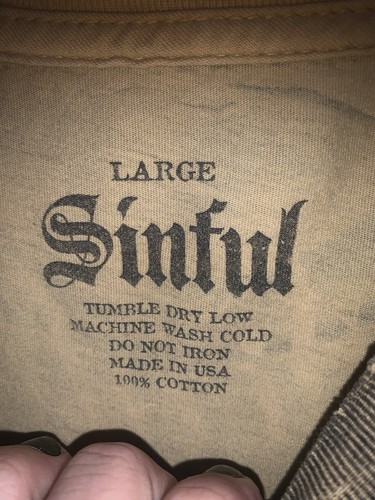 LARGE
Sinful
TUMBLE DRY LOW
MACHINE WASH COLD
DO NOT IRON
MADE IN USA
100% COTTON